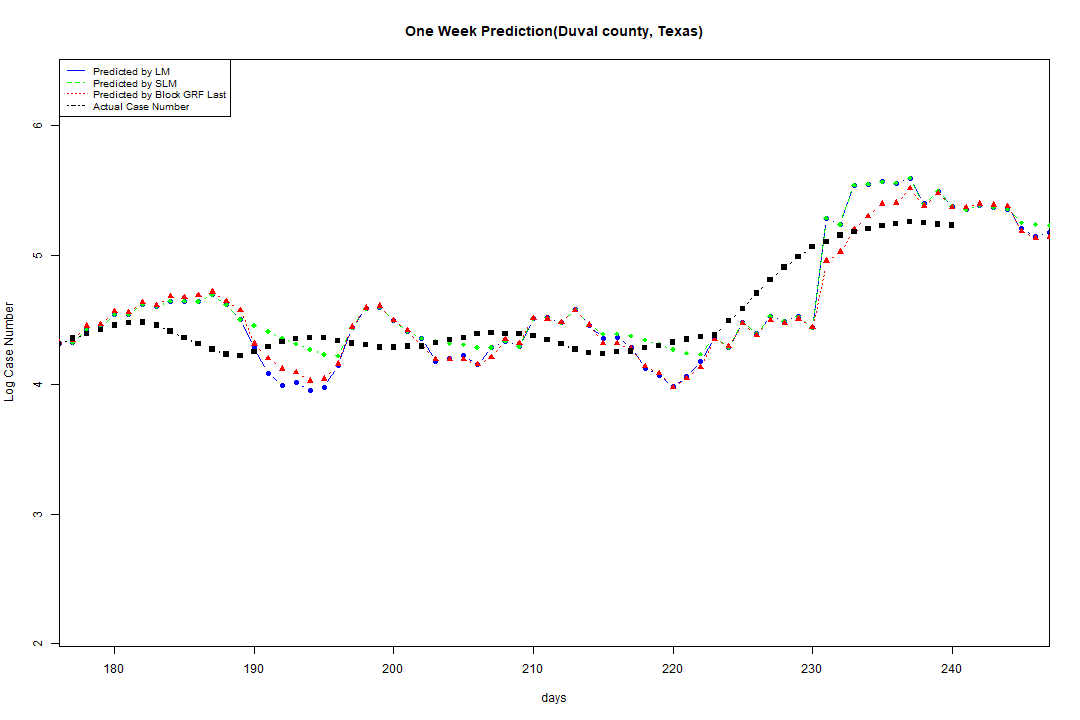 One Week Prediction(Duval county, Texas)
Predicted by LM
Predicted by SLM
Predicted by Block GRF Last
Actual Case Number
6
5
4
3
2
Log Case Number
180 190 200 210 220 230 240
days